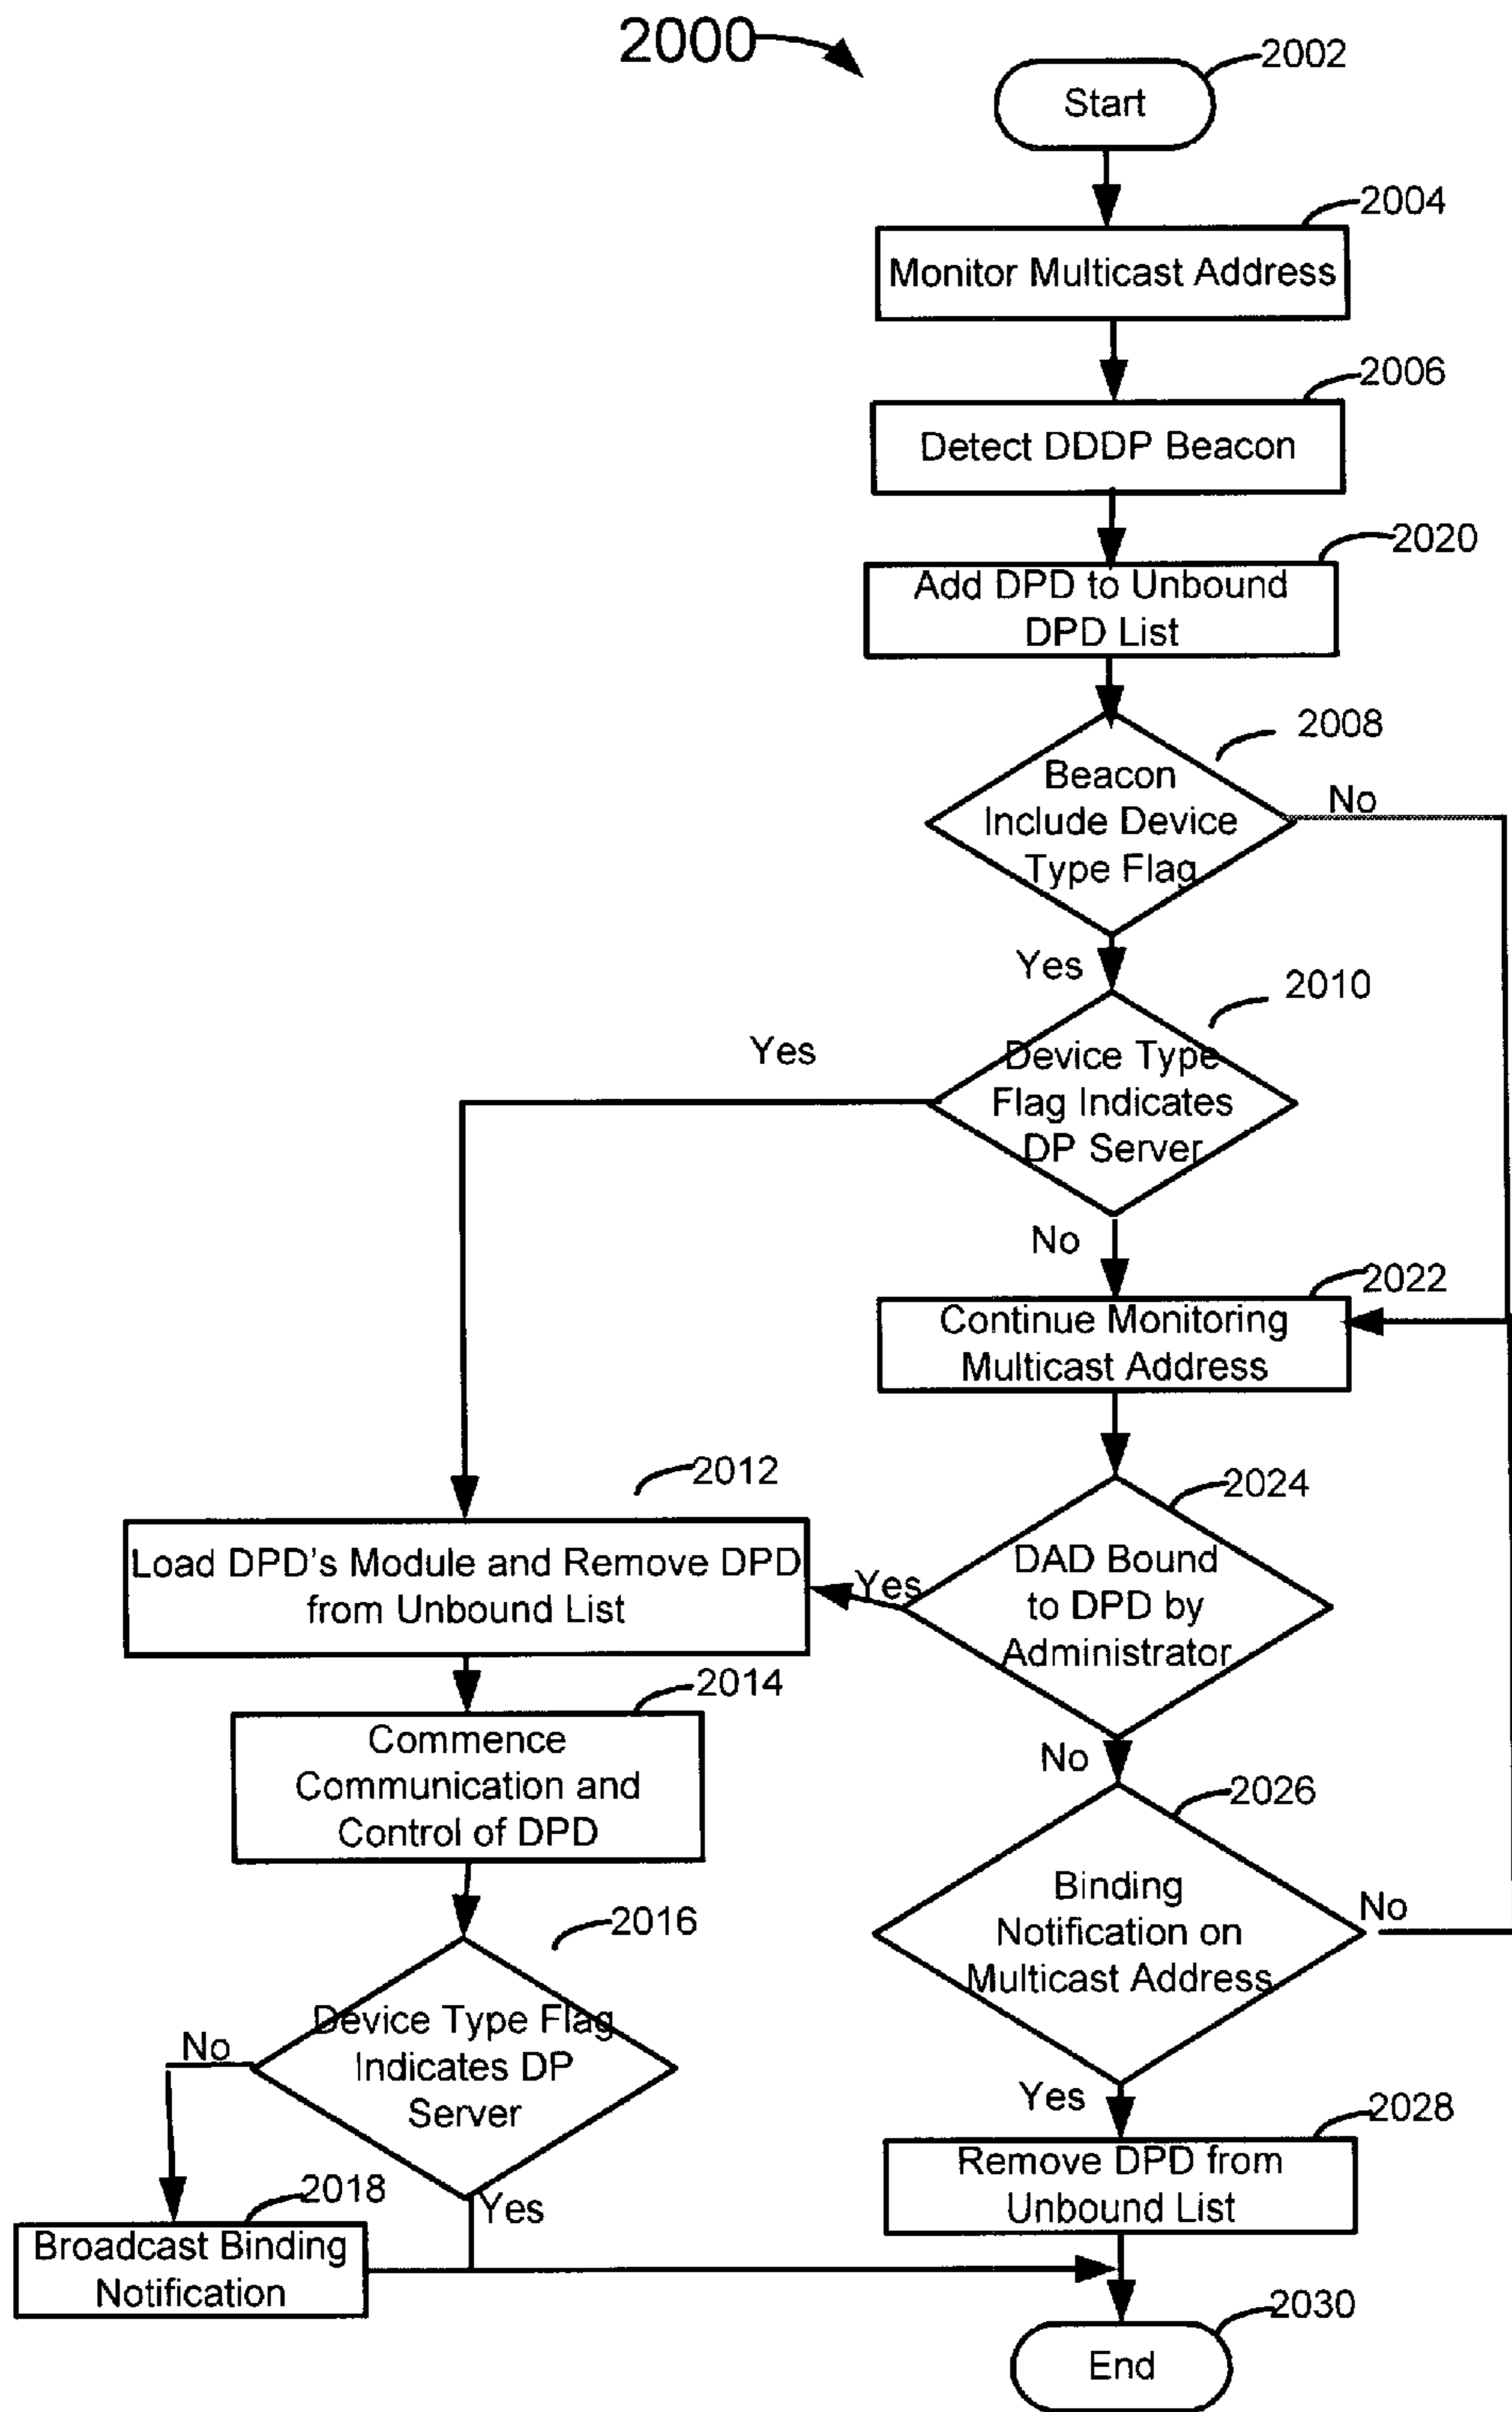 2000
2002
Start
2004
Monitor Multicast Address
2006
Detect DDDP Beacon
2020
Add DPD to Unbound
DPD List
2008
Beacon
Include Device
Type Flag
No
Yes
2010
Yes
Device Type
Flag Indicates
DP Server
No
2022
Continue Monitoring
Multicast Address
2012
2024
Load DPD's Module and Remove DPD
from Unbound List
Yes
DAD Bound
to DPD by
Administrator
2014
Commence
Communication and
Control of DPD
No
2026
Binding
Notification on
Multicast Address
No
2016
Device Type Flag
Indicates DP
Server
No
Yes
2028
Remove DPD from
Unbound List
2018
Yes
Broadcast Binding
Notification
2030
End